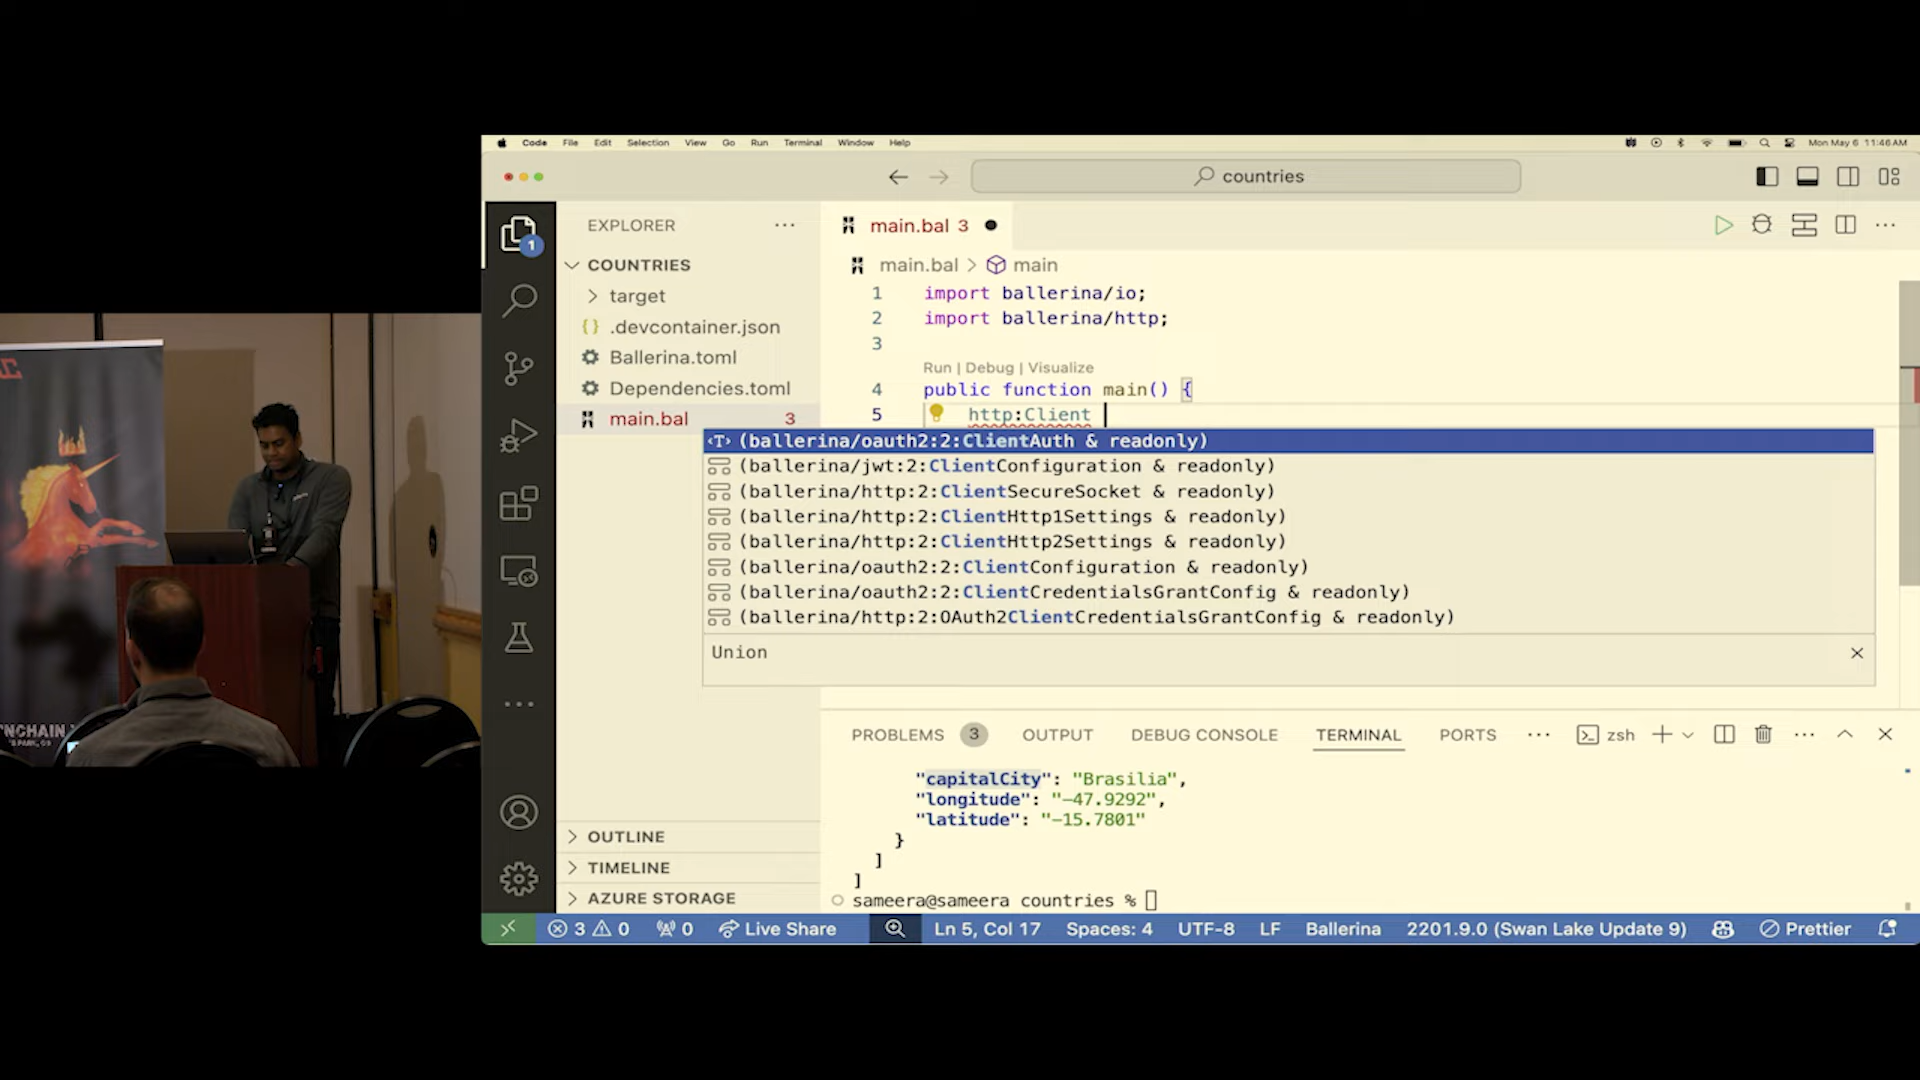 Code File Edit Selection View Go Run Terminal Window Help
Mon May 6 11:46AM
countries
EXPLORER
1
COUNTRIES
target
.devcontainer.json
Ballerina.toml
Dependencies.toml
main.bal 3
main.bal 3
main.bal > main
1 import ballerina/io;
2 import ballerina/http;
3
Run | Debug | Visualize
4 public function main() {
5 http:Client
(ballerina/oauth2:2:ClientAuth & readonly)
(ballerina/jwt:2:ClientConfiguration & readonly)
(ballerina/http:2:ClientSecureSocket & readonly)
(ballerina/http:2:ClientHttp1Settings & readonly)
(ballerina/http:2:ClientHttp2Settings & readonly)
(ballerina/oauth2:2:ClientConfiguration & readonly)
(ballerina/oauth2:2:ClientCredentialsGrantConfig & readonly)
(ballerina/http:2:OAuth2ClientCredentialsGrantConfig & readonly)
Union
PROBLEMS 3 OUTPUT DEBUG CONSOLE TERMINAL PORTS
zsh
"capitalCity": "Brasilia",
"longitude": "-47.9292",
"latitude": "-15.7801"
}
]
]
sameera@sameera countries %
OUTLINE
TIMELINE
AZURE STORAGE
3 0 0 Live Share Ln 5, Col 17 Spaces: 4 UTF-8 LF Ballerina 2201.9.0 (Swan Lake Update 9) Prettier
NCHAIN